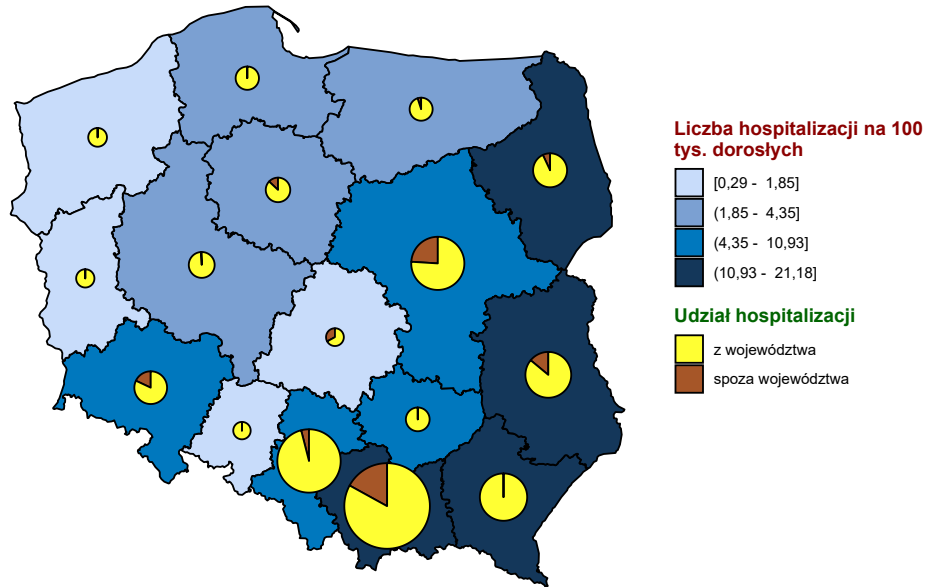 Liczba hospitalizacji na 100
tys. dorosłych
[0,29 - 1,85]
(1,85 - 4,35]
(4,35 - 10,93]
(10,93 - 21,18]
Udział hospitalizacji
z województwa
spoza województwa